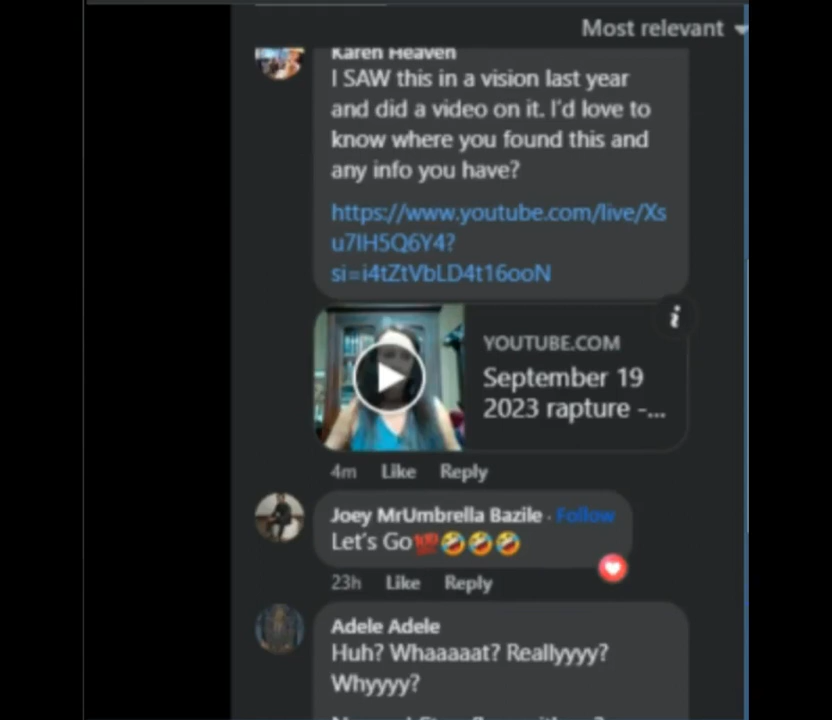 Most relevant
Karen Heaven
I SAW this in a vision last year
and did a video on it. I'd love to
know where you found this and
any info you have?
https://www.youtube.com/live/Xs
u7lH5Q6Y4?
si=i4tZtVbLD4t16ooN
YOUTUBE.COM
September 19
2023 rapture -...
4m Like Reply
Joey MrUmbrella Bazile · Follow
Let's Go💯🤣🤣🤣
23h Like Reply
Adele Adele
Huh? Whaaaaat? Reallyyyy?
Whyyyy?